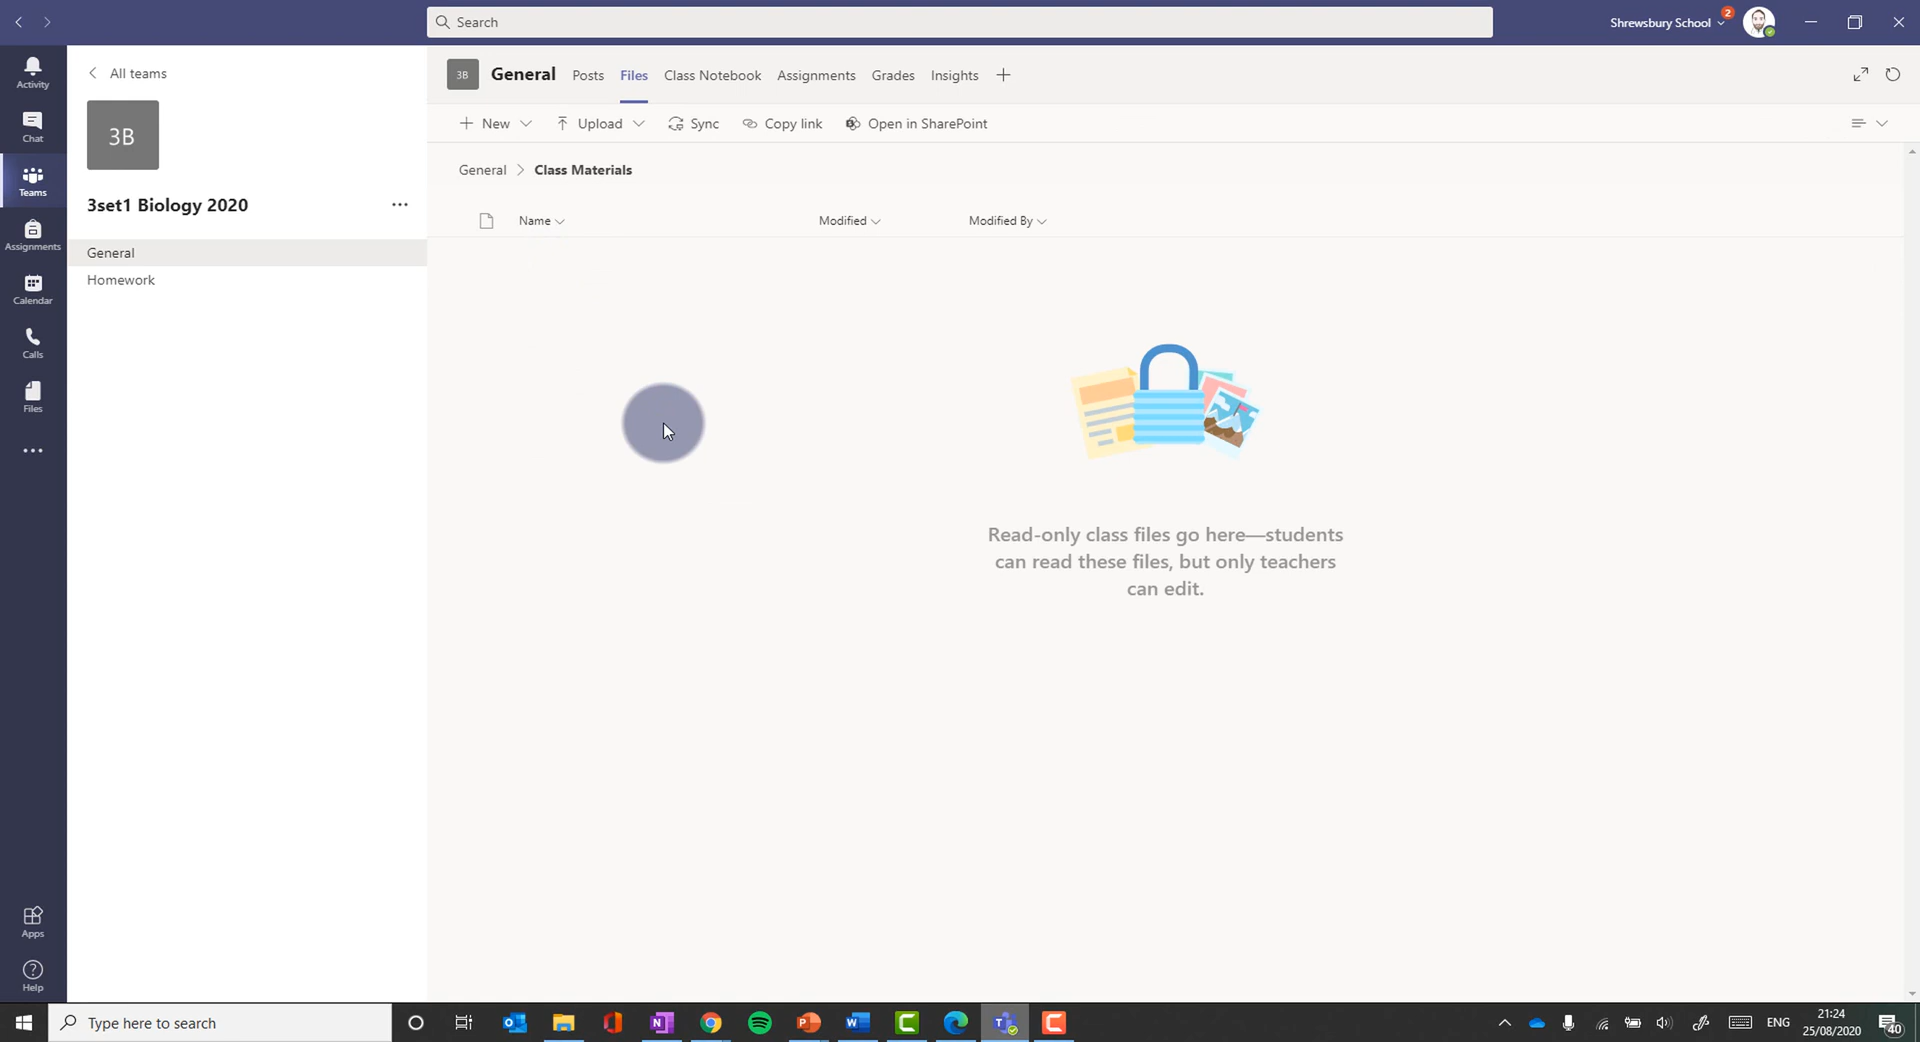 Search
Shrewsbury School
2
Activity
Chat
Teams
Assignments
Calendar
Calls
Files
Apps
Help
All teams
3B
3set1 Biology 2020
General
Homework
3B
General
Posts
Files
Class Notebook
Assignments
Grades
Insights
New
Upload
Sync
Copy link
Open in SharePoint
General > Class Materials
Name
Modified
Modified By
Read-only class files go here—students
can read these files, but only teachers
can edit.
Type here to search
ENG
21:24
25/08/2020
40